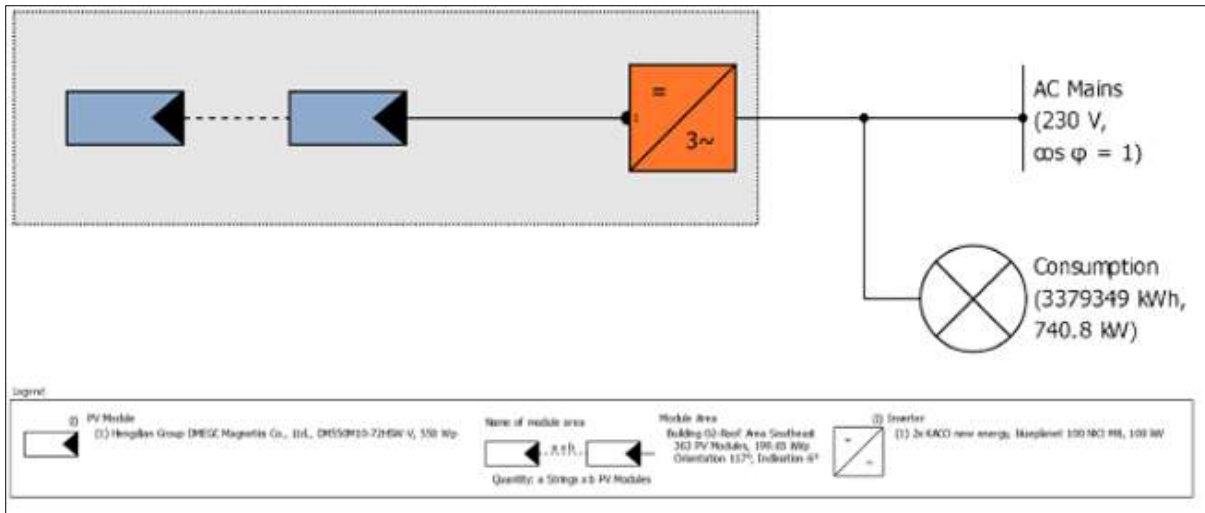 =
3~
1
AC Mains
(230 V,
cos φ = 1)
Consumption
(3379349 kWh,
740.8 kW)
Legend
PV Module
(1) Hengdian Group DMEGC Magnetics Co., Ltd., DM550M10-72HSW-V, 550 Wp
Name of module area
a x b
Quantity: a Strings x b PV Modules
Module Area
Building 02-Roof Area Southeast
363 PV Modules, 199.65 kWp
Orientation 117°, Inclination 6°
Inverter
(1) 2x KACO new energy, blueplanet 100 NX3 M8, 100 kW